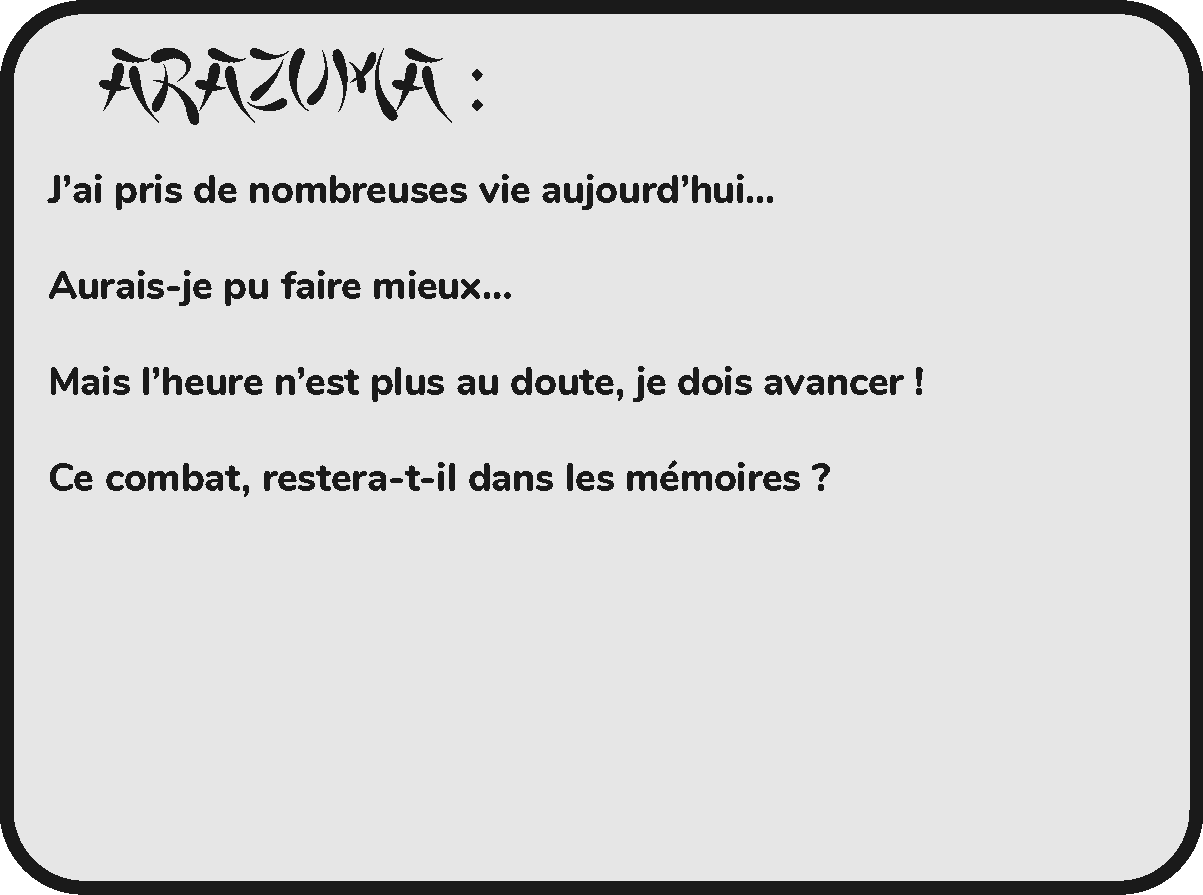 ARAZUMA :
J’ai pris de nombreuses vie aujourd’hui...
Aurais-je pu faire mieux...
Mais l’heure n’est plus au doute, je dois avancer !
Ce combat, restera-t-il dans les mémoires ?